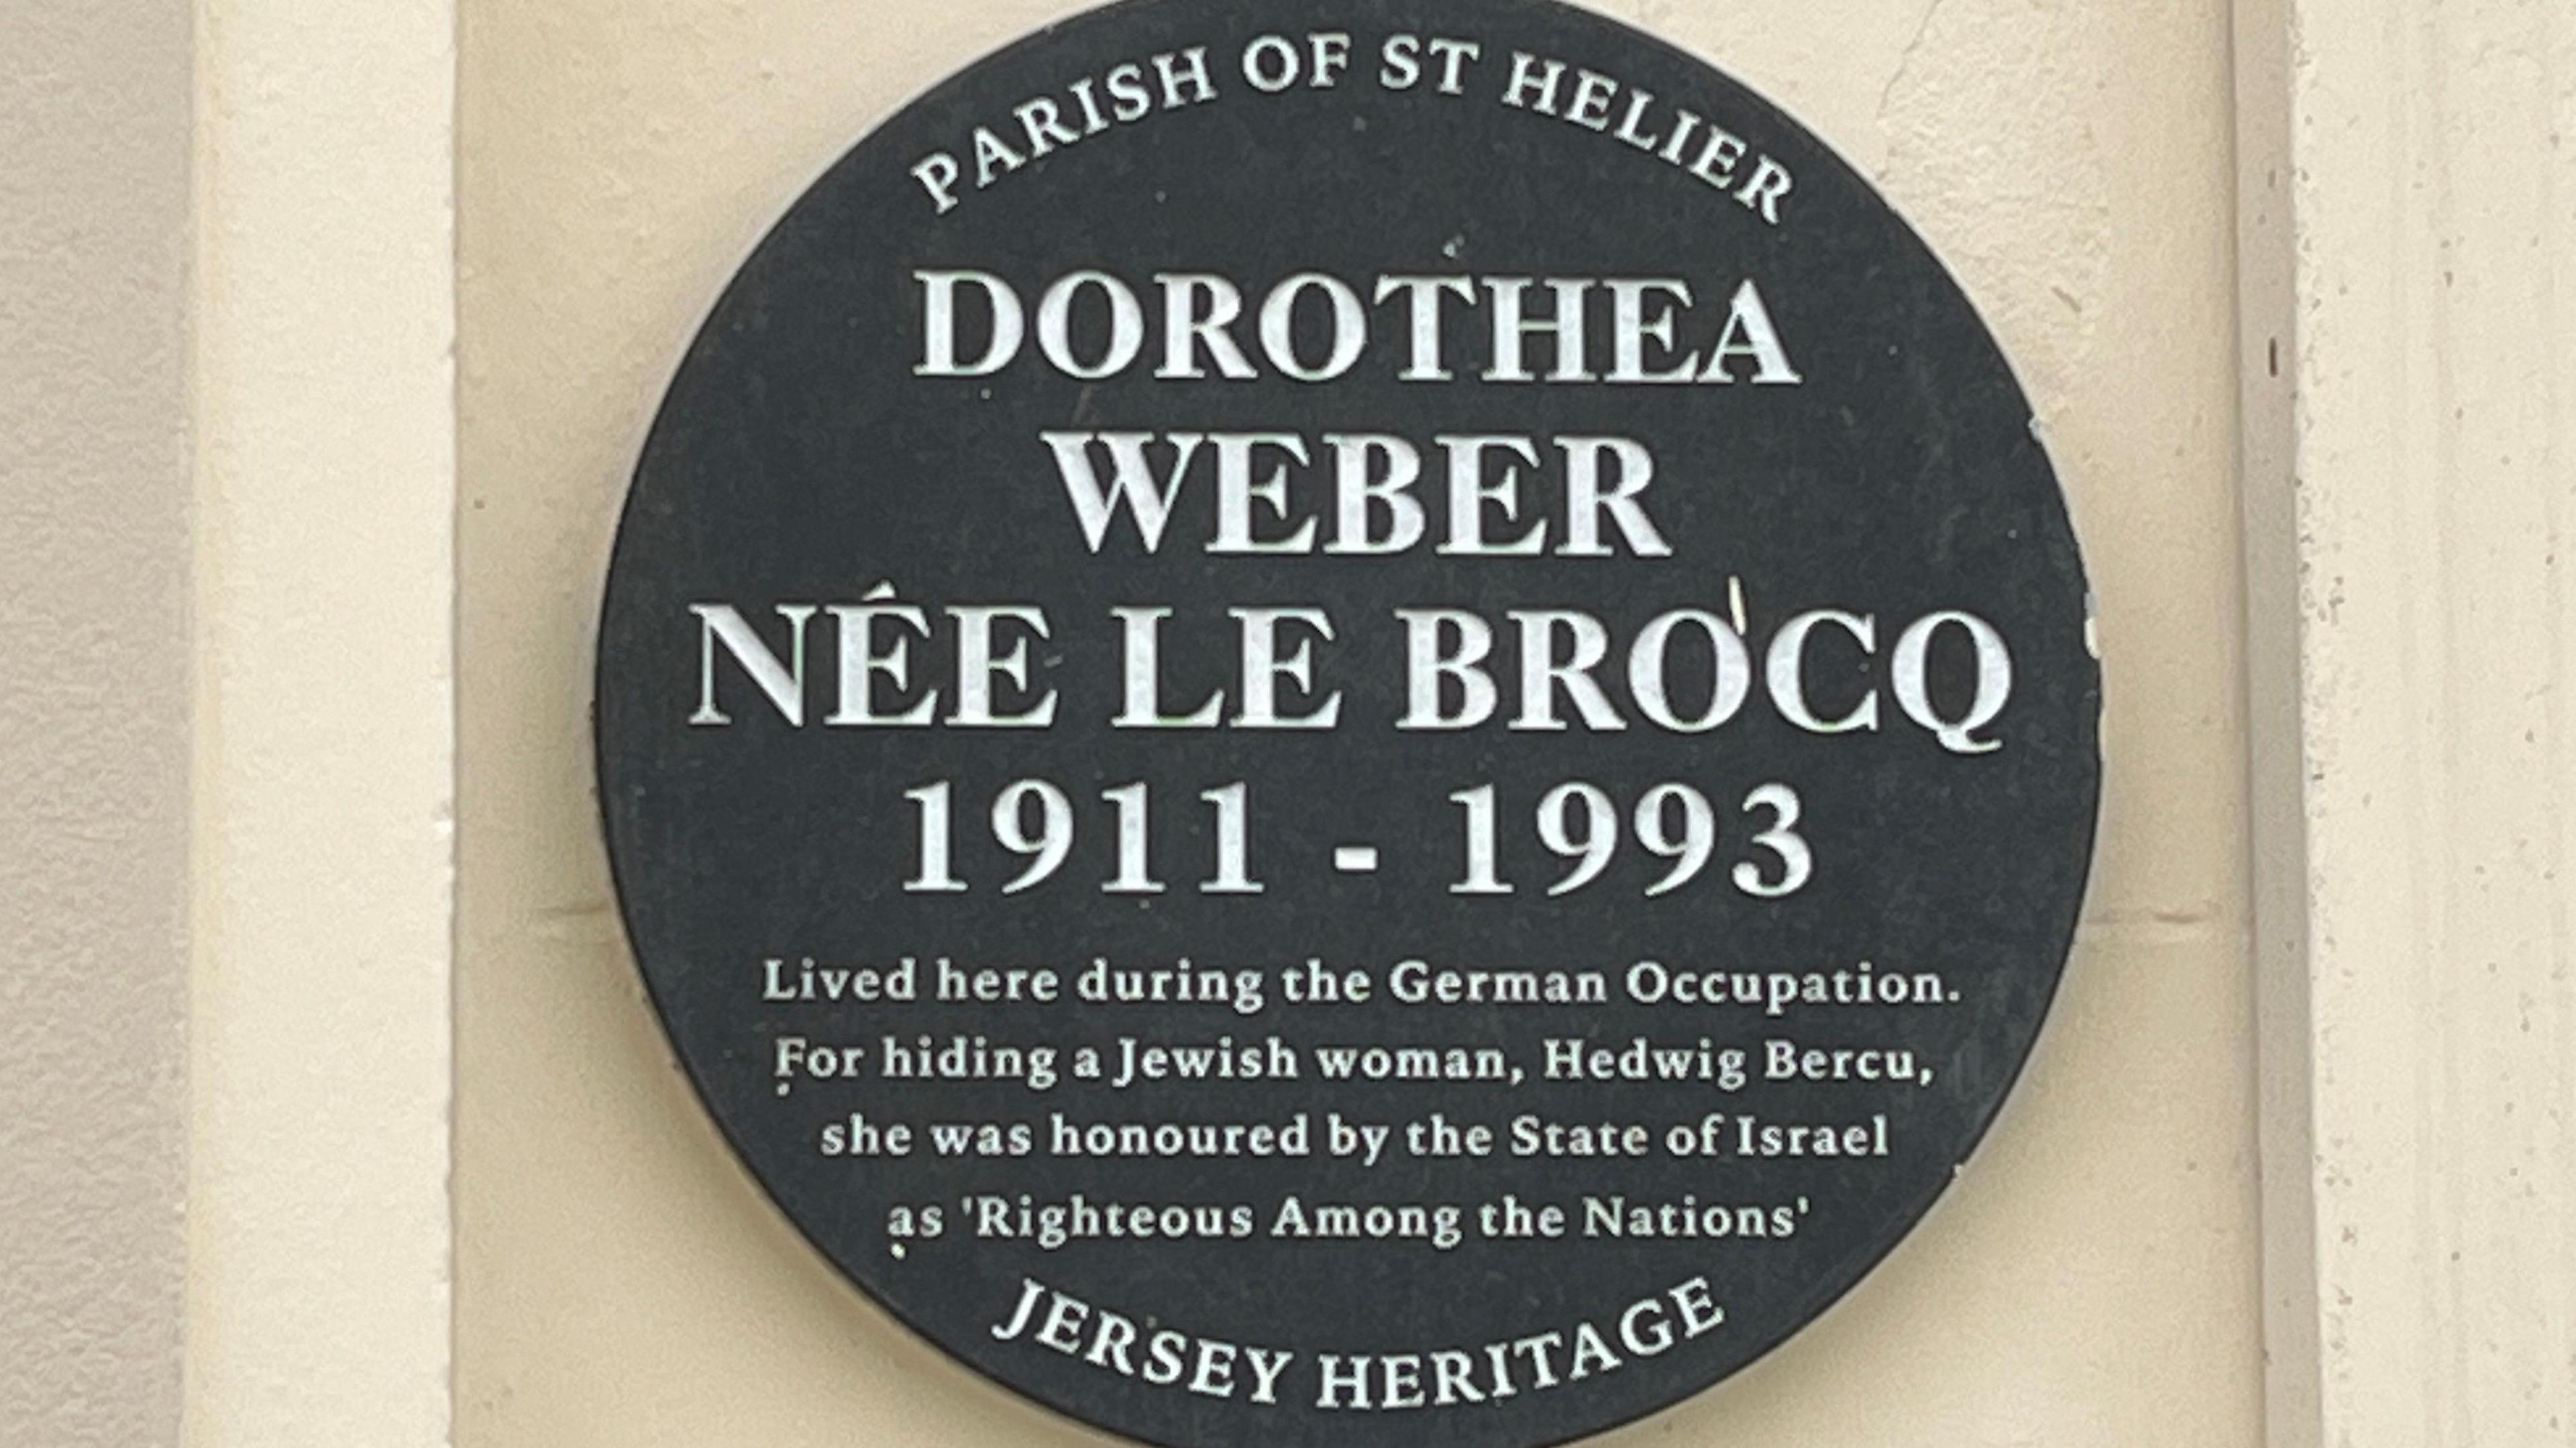 PARISH OF ST HELIER
DOROTHEA
WEBER
NÉE LE BROCQ
1911 - 1993
Lived here during the German Occupation.
For hiding a Jewish woman, Hedwig Bercu,
she was honoured by the State of Israel
as 'Righteous Among the Nations'
JERSEY HERITAGE